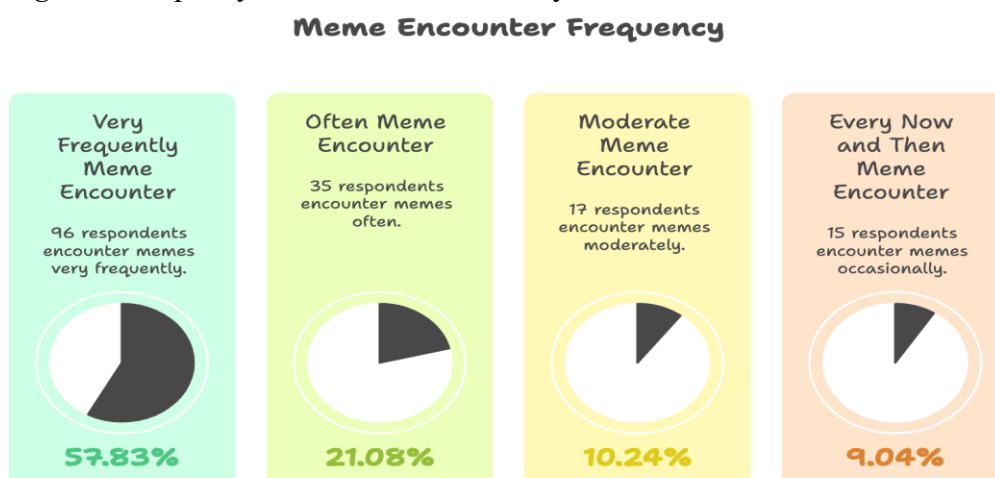 Meme Encounter Frequency
Very
Frequently
Meme
Encounter
96 respondents
encounter memes
very frequently.
57.83%
Often Meme
Encounter
35 respondents
encounter memes
often.
21.08%
Moderate
Meme
Encounter
17 respondents
encounter memes
moderately.
10.24%
Every Now
and Then
Meme
Encounter
15 respondents
encounter memes
occasionally.
9.04%